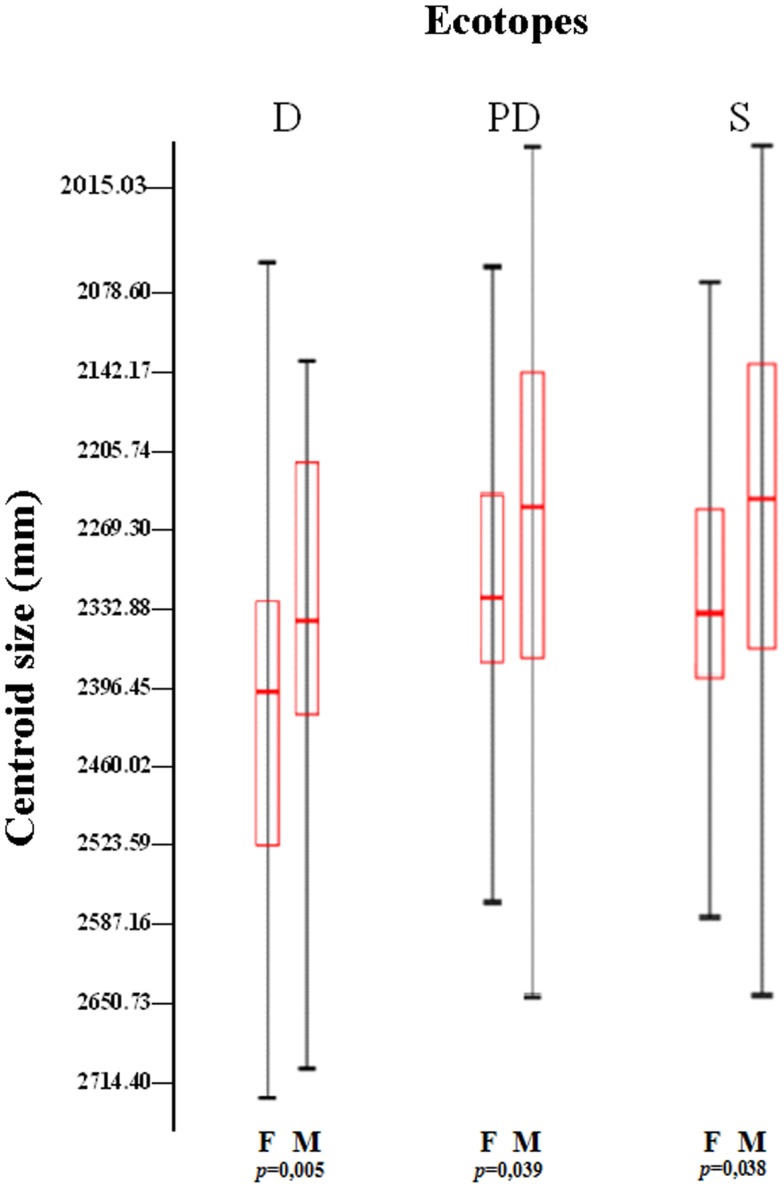 Ecotopes
D PD S
Centroid size (mm)
2015.03
2078.60
2142.17
2205.74
2269.30
2332.88
2396.45
2460.02
2523.59
2587.16
2650.73
2714.40
F M F M F M
p=0,005 p=0,039 p=0,038